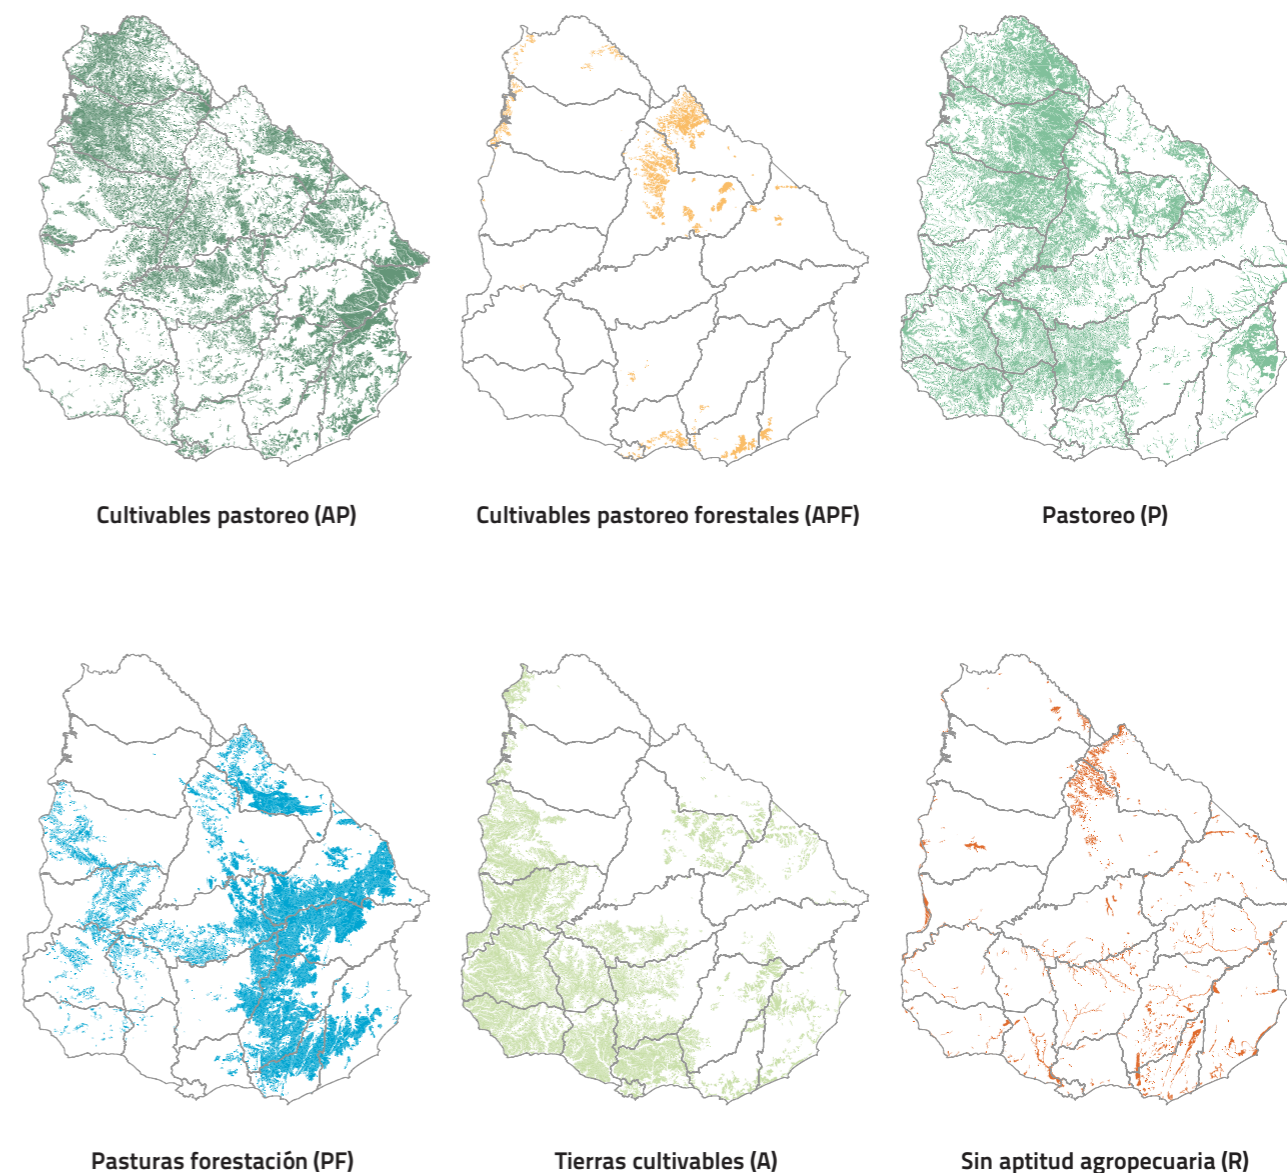 Cultivables pastoreo (AP)
Cultivables pastoreo forestales (APF)
Pastoreo (P)
Pasturas forestación (PF)
Tierras cultivables (A)
Sin aptitud agropecuaria (R)